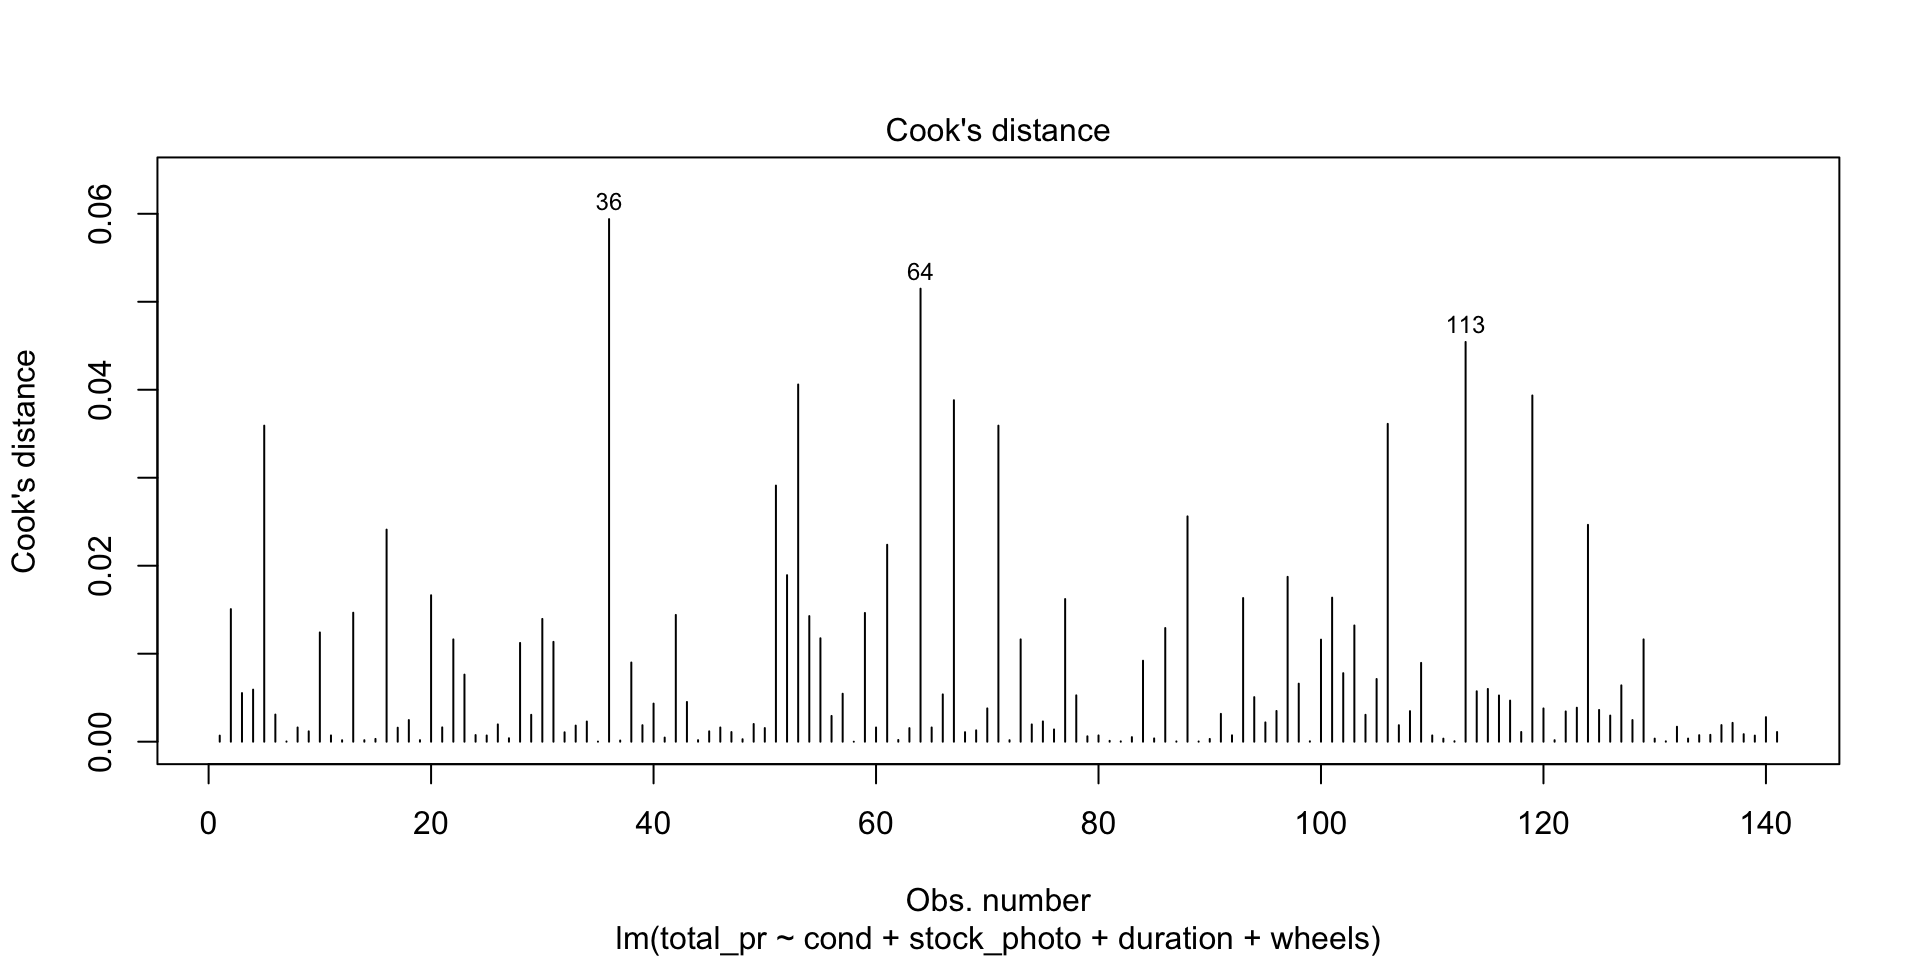 Cook's distance
36
64
113
Cook's distance
0.06
0.04
0.02
0.00
0 20 40 60 80 100 120 140
Obs. number
lm(total_pr ~ cond + stock_photo + duration + wheels)